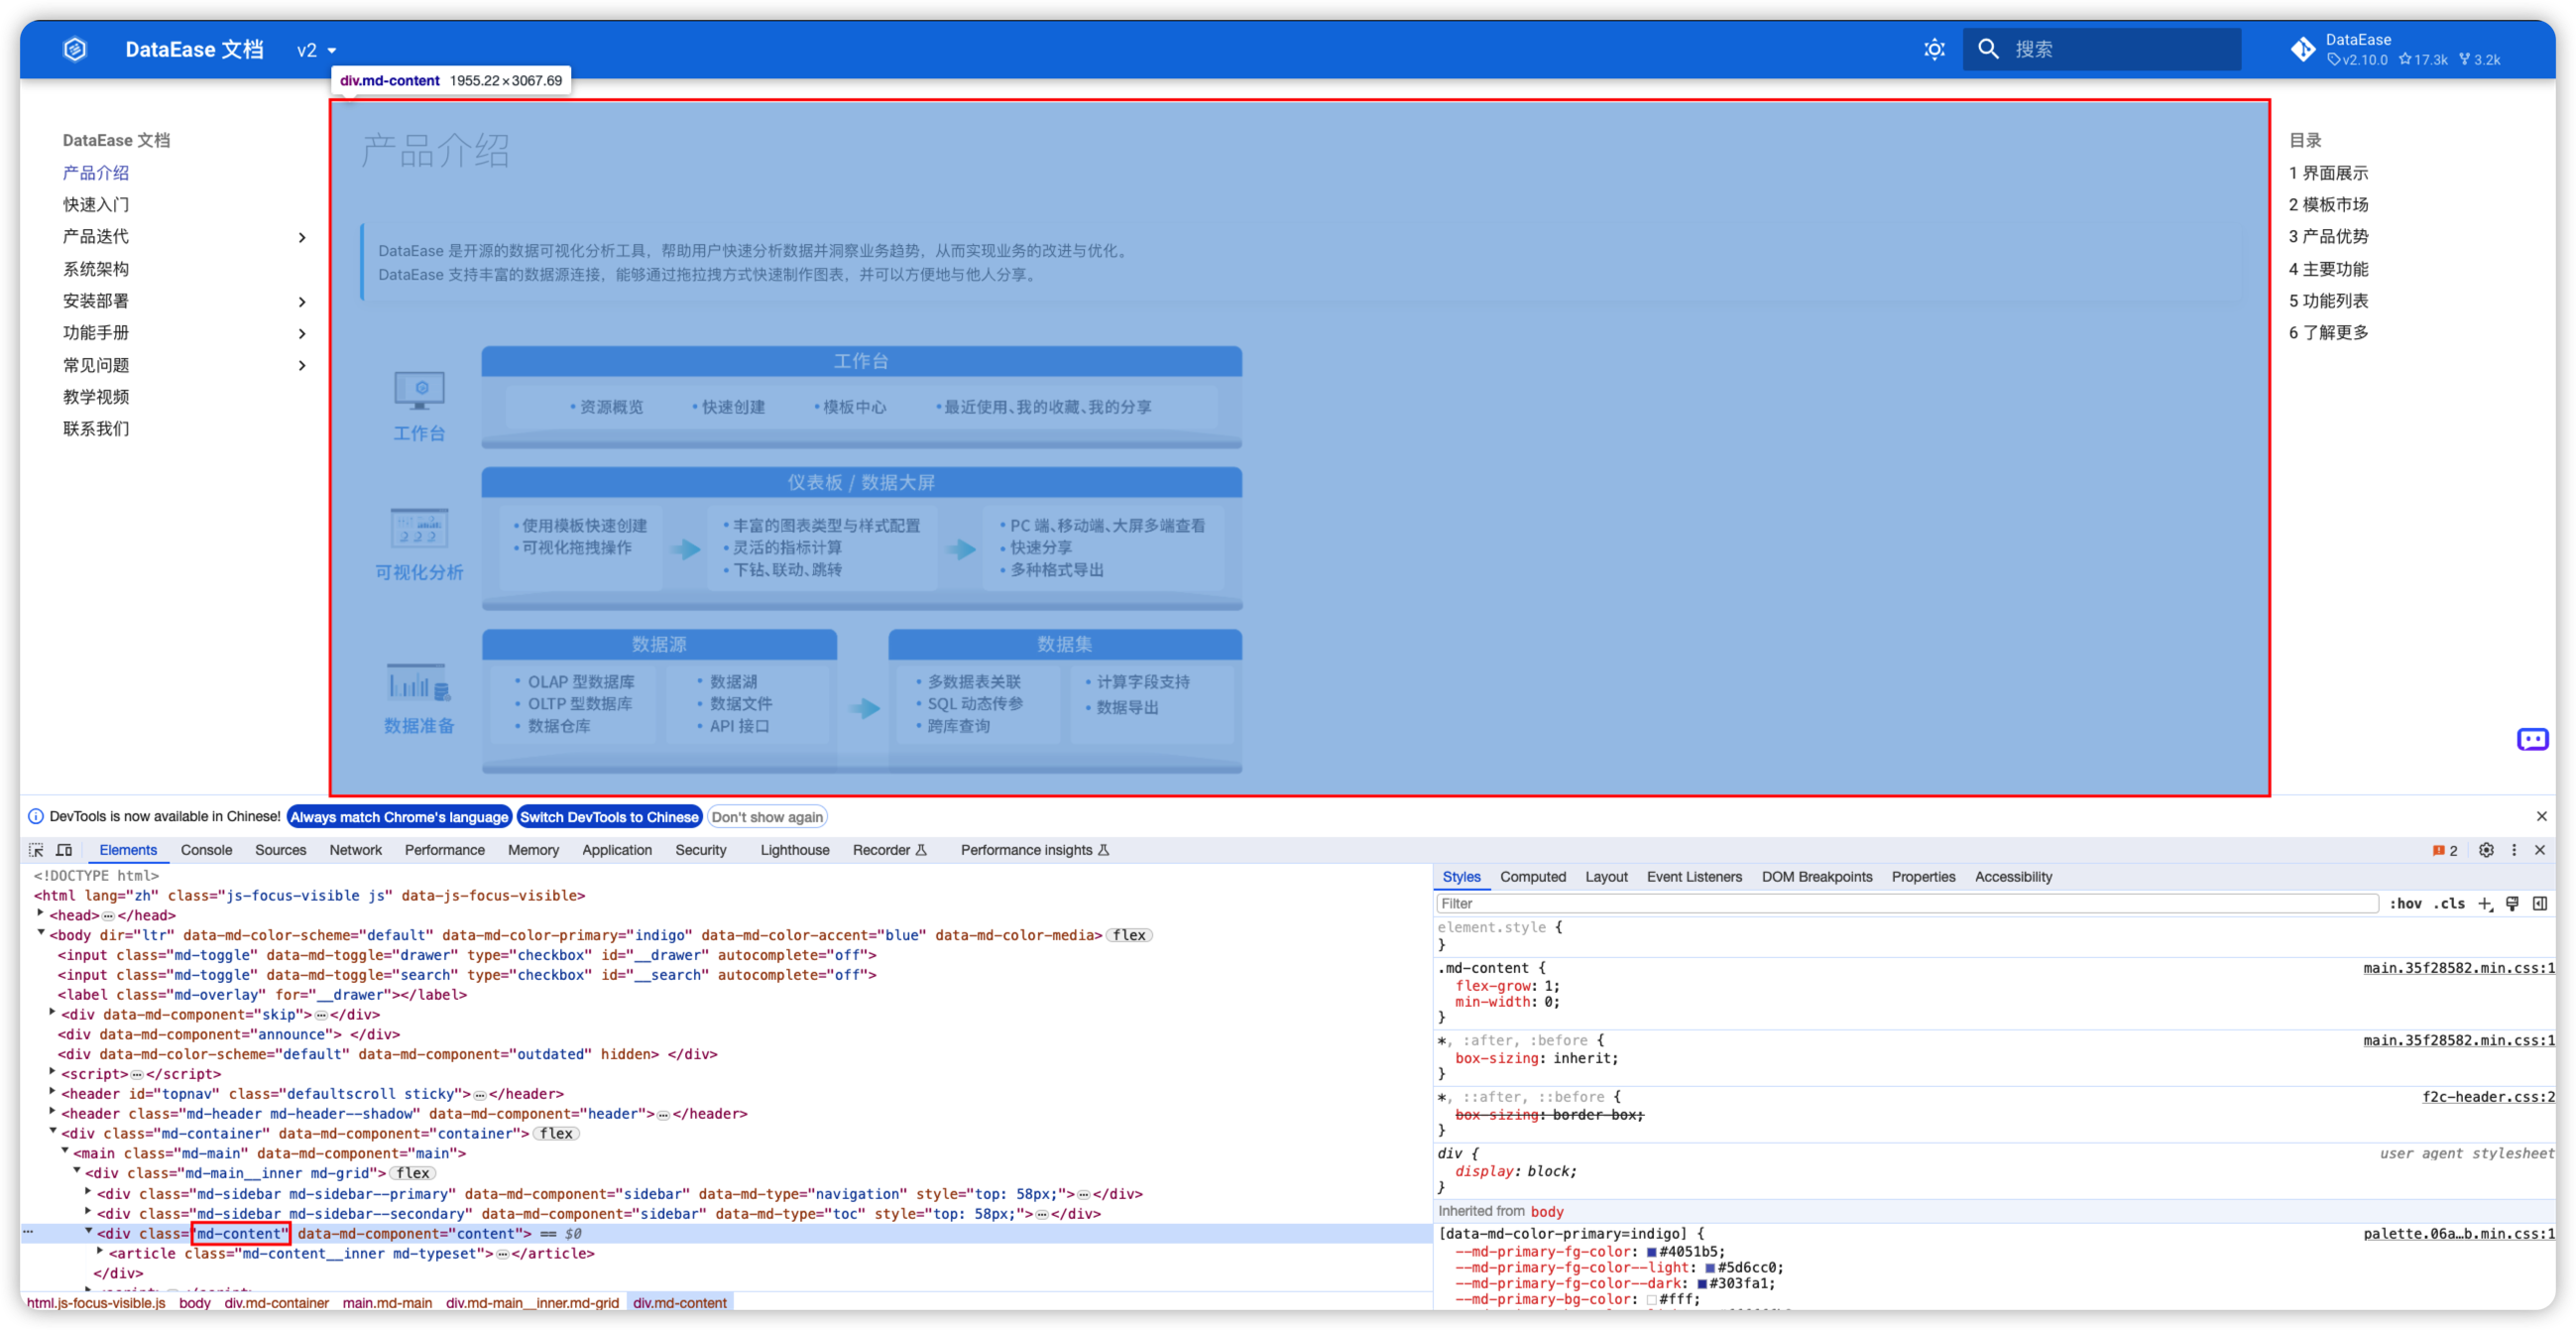 DataEase 文档
v2
搜索
DataEase
v2.10.0 17.3k 3.2k
div.md-content 1955.22×3067.69
DataEase 文档
产品介绍
快速入门
产品迭代
系统架构
安装部署
功能手册
常见问题
教学视频
联系我们
产品介绍
DataEase 是开源的数据可视化分析工具，帮助用户快速分析数据并洞察业务趋势，从而实现业务的改进与优化。
DataEase 支持丰富的数据源连接，能够通过拖拉拽方式快速制作图表，并可以方便地与他人分享。
工作台
工作台
•资源概览 •快速创建 •模板中心 •最近使用、我的收藏、我的分享
可视化分析
仪表板 / 数据大屏
•使用模板快速创建
•可视化拖拽操作
•丰富的图表类型与样式配置
•灵活的指标计算
•下钻、联动、跳转
•PC 端、移动端、大屏多端查看
•快速分享
•多种格式导出
数据准备
数据源
• OLAP 型数据库
• OLTP 型数据库
• 数据仓库
• 数据湖
• 数据文件
• API 接口
数据集
• 多数据表关联
• SQL 动态传参
• 跨库查询
• 计算字段支持
• 数据导出
目录
1 界面展示
2 模板市场
3 产品优势
4 主要功能
5 功能列表
6 了解更多
DevTools is now available in Chinese! Always match Chrome's language Switch DevTools to Chinese Don't show again
Elements Console Sources Network Performance Memory Application Security Lighthouse Recorder Performance insights 2
<!DOCTYPE html>
<html lang="zh" class="js-focus-visible js" data-js-focus-visible>
<head>…</head>
<body dir="ltr" data-md-color-scheme="default" data-md-color-primary="indigo" data-md-color-accent="blue" data-md-color-media> flex
<input class="md-toggle" data-md-toggle="drawer" type="checkbox" id="__drawer" autocomplete="off">
<input class="md-toggle" data-md-toggle="search" type="checkbox" id="__search" autocomplete="off">
<label class="md-overlay" for="__drawer"></label>
<div data-md-component="skip">…</div>
<div data-md-component="announce"> </div>
<div data-md-color-scheme="default" data-md-component="outdated" hidden> </div>
<script>…</script>
<header id="topnav" class="defaultscroll sticky">…</header>
<header class="md-header md-header--shadow" data-md-component="header">…</header>
<div class="md-container" data-md-component="container"> flex
<main class="md-main" data-md-component="main">
<div class="md-main__inner md-grid"> flex
<div class="md-sidebar md-sidebar--primary" data-md-component="sidebar" data-md-type="navigation" style="top: 58px;">…</div>
<div class="md-sidebar md-sidebar--secondary" data-md-component="sidebar" data-md-type="toc" style="top: 58px;">…</div>
<div class="md-content" data-md-component="content"> == $0
<article class="md-content__inner md-typeset">…</article>
</div>
html.js-focus-visible.js body div.md-container main.md-main div.md-main__inner.md-grid div.md-content
Styles Computed Layout Event Listeners DOM Breakpoints Properties Accessibility
Filter :hov .cls
element.style {
}
.md-content { main.35f28582.min.css:1
flex-grow: 1;
min-width: 0;
}
*, :after, :before { main.35f28582.min.css:1
box-sizing: inherit;
}
*, ::after, ::before { f2c-header.css:2
box-sizing: border-box;
}
div { user agent stylesheet
display: block;
}
Inherited from body
[data-md-color-primary=indigo] { palette.06a…b.min.css:1
--md-primary-fg-color: #4051b5;
--md-primary-fg-color--light: #5d6cc0;
--md-primary-fg-color--dark: #303fa1;
--md-primary-bg-color: #fff;